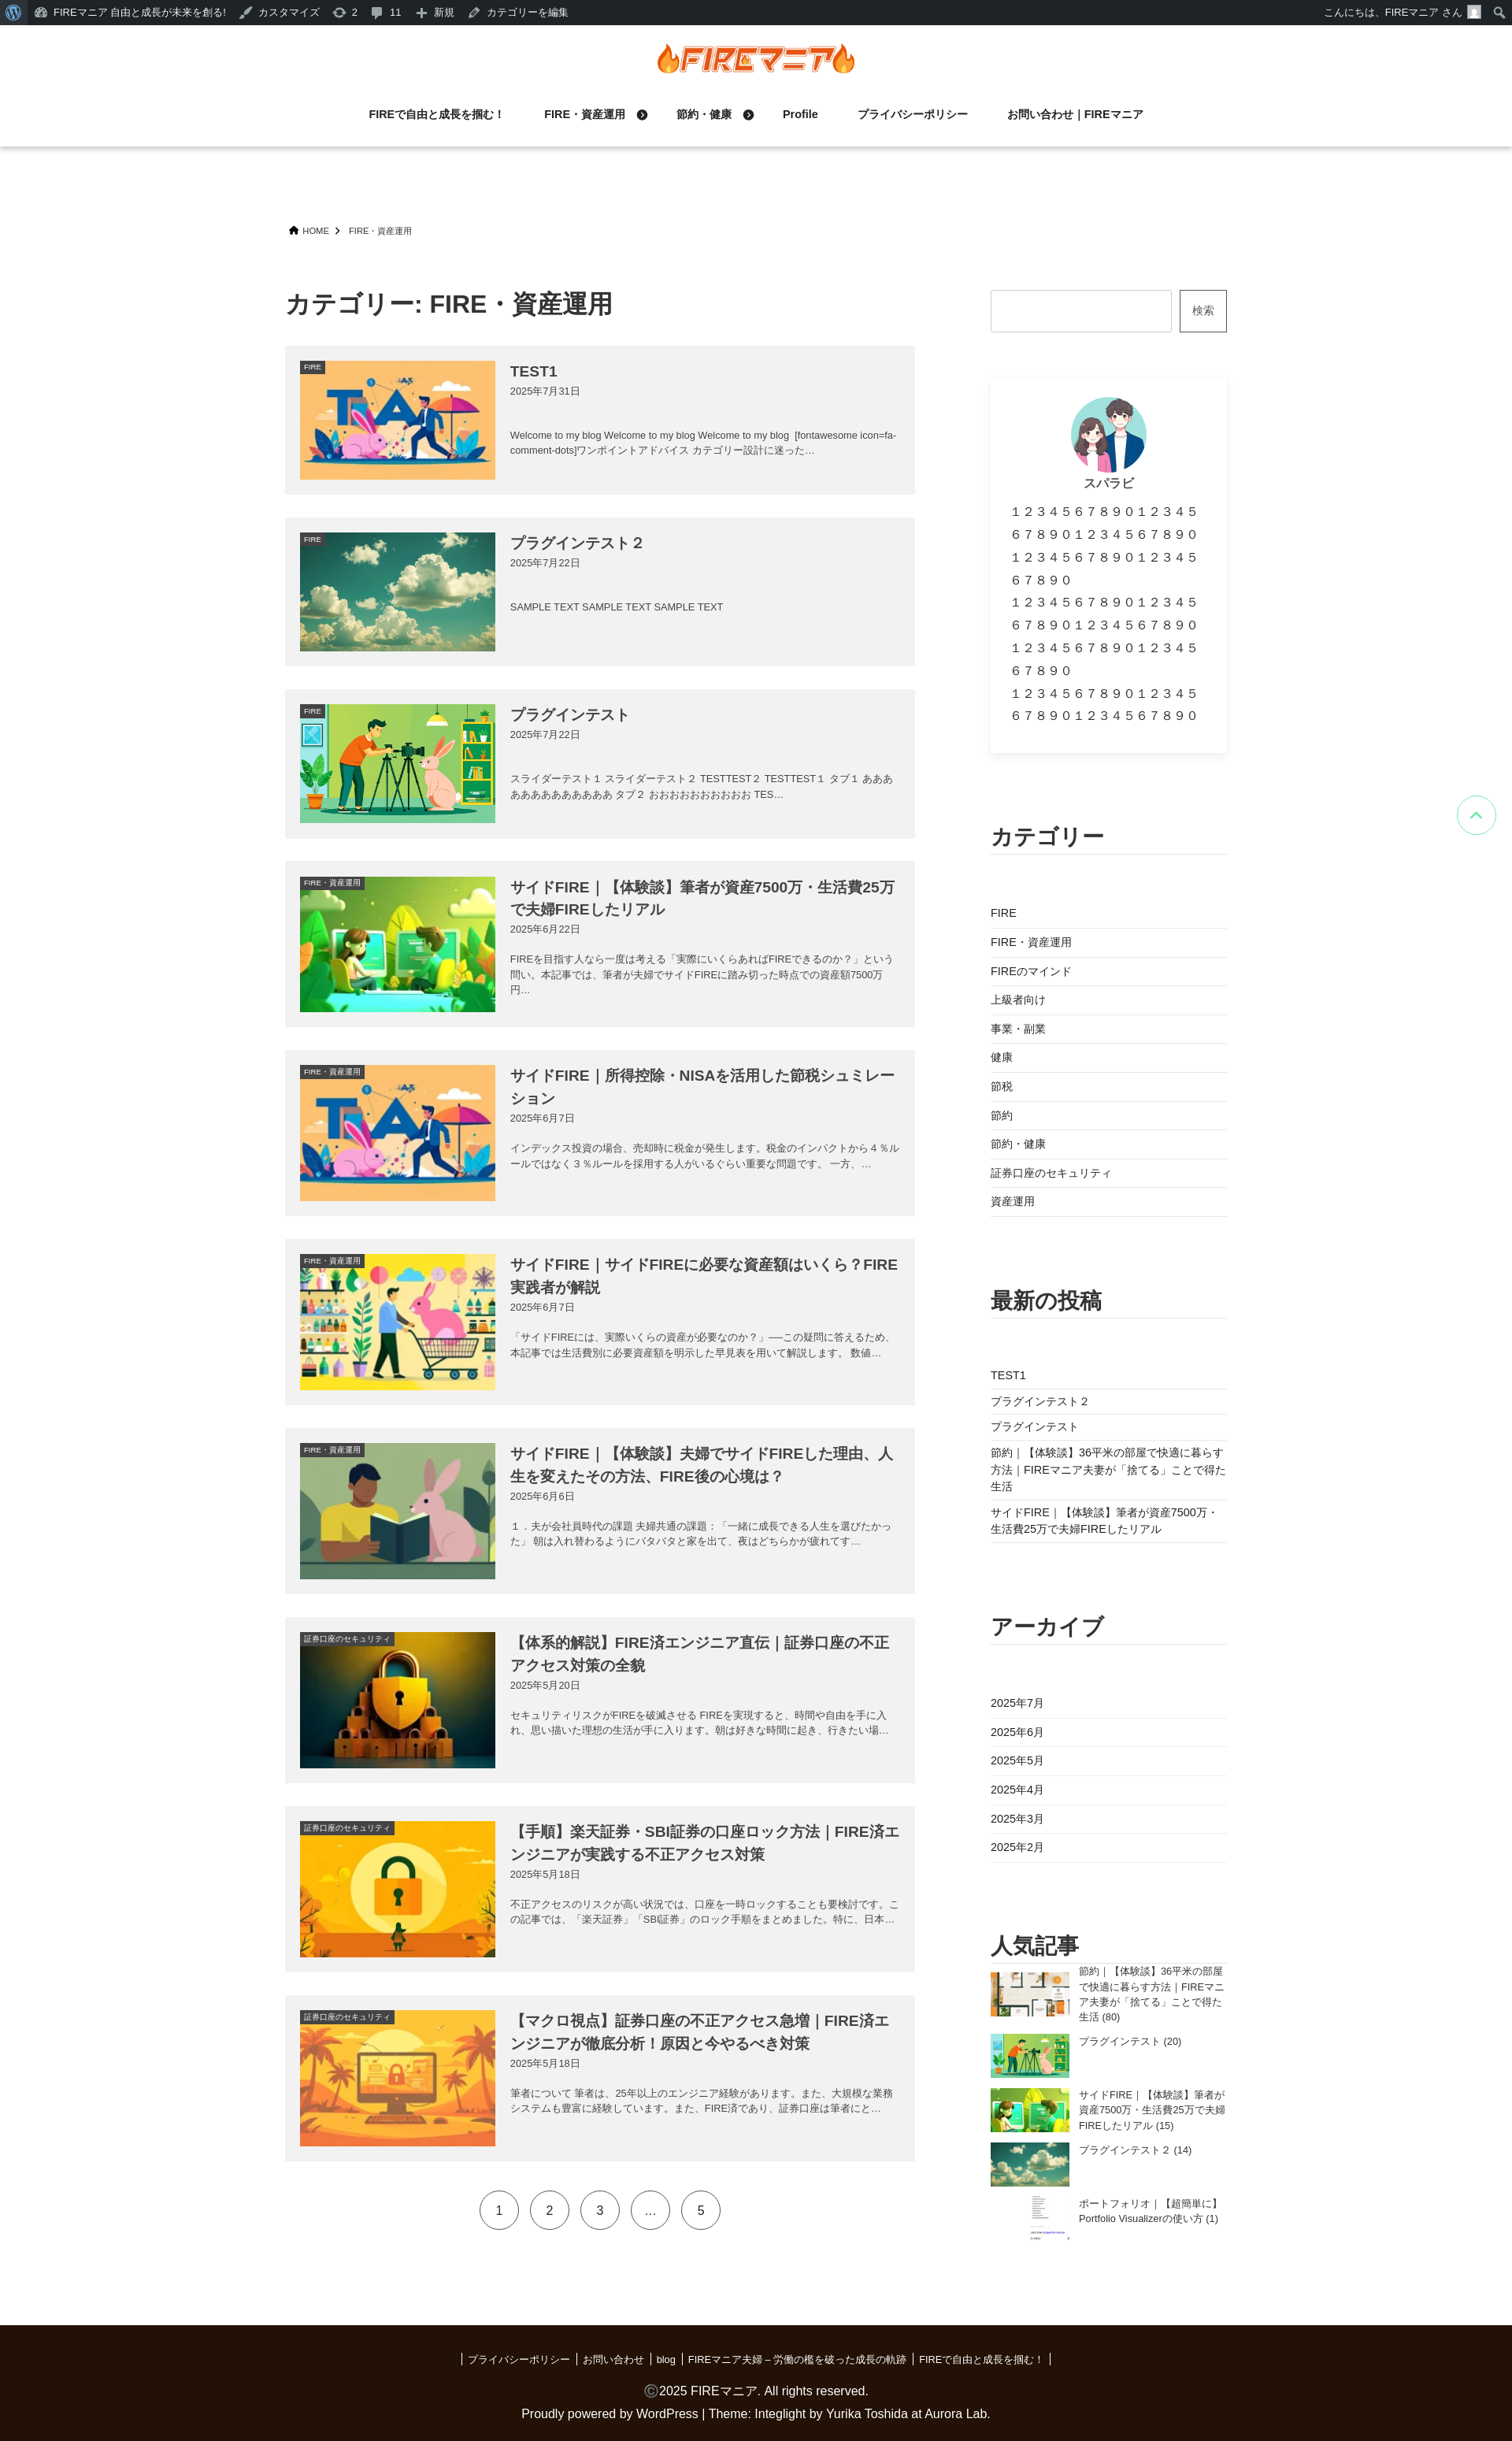 FIREマニア 自由と成長が未来を創る!
カスタマイズ
2
11
新規
カテゴリーを編集
こんにちは、FIREマニア さん
FIREマニア
FIREで自由と成長を掴む！
FIRE・資産運用
節約・健康
Profile
プライバシーポリシー
お問い合わせ | FIREマニア
HOME
FIRE・資産運用
カテゴリー: FIRE・資産運用
FIRE
TEST1
2025年7月31日
Welcome to my blog Welcome to my blog Welcome to my blog [fontawesome icon=fa-
comment-dots]ワンポイントアドバイス カテゴリー設計に迷った…
FIRE
プラグインテスト２
2025年7月22日
SAMPLE TEXT SAMPLE TEXT SAMPLE TEXT
FIRE
プラグインテスト
2025年7月22日
スライダーテスト１ スライダーテスト２ TESTTEST２ TESTTEST１ タブ１ あああ
ああああああああああ タブ２ おおおおおおおおおお TES…
FIRE・資産運用
サイドFIRE｜【体験談】筆者が資産7500万・生活費25万
で夫婦FIREしたリアル
2025年6月22日
FIREを目指す人なら一度は考える「実際にいくらあればFIREできるのか？」という
問い。本記事では、筆者が夫婦でサイドFIREに踏み切った時点での資産額7500万
円…
FIRE・資産運用
サイドFIRE｜所得控除・NISAを活用した節税シュミレー
ション
2025年6月7日
インデックス投資の場合、売却時に税金が発生します。税金のインパクトから４％ル
ールではなく３％ルールを採用する人がいるぐらい重要な問題です。 一方、…
FIRE・資産運用
サイドFIRE｜サイドFIREに必要な資産額はいくら？FIRE
実践者が解説
2025年6月7日
「サイドFIREには、実際いくらの資産が必要なのか？」──この疑問に答えるため、
本記事では生活費別に必要資産額を明示した早見表を用いて解説します。 数値…
FIRE・資産運用
サイドFIRE｜【体験談】夫婦でサイドFIREした理由、人
生を変えたその方法、FIRE後の心境は？
2025年6月6日
１．夫が会社員時代の課題 夫婦共通の課題：「一緒に成長できる人生を選びたかっ
た」 朝は入れ替わるようにバタバタと家を出て、夜はどちらかが疲れてす…
証券口座のセキュリティ
【体系的解説】FIRE済エンジニア直伝｜証券口座の不正
アクセス対策の全貌
2025年5月20日
セキュリティリスクがFIREを破滅させる FIREを実現すると、時間や自由を手に入
れ、思い描いた理想の生活が手に入ります。朝は好きな時間に起き、行きたい場…
証券口座のセキュリティ
【手順】楽天証券・SBI証券の口座ロック方法｜FIRE済エ
ンジニアが実践する不正アクセス対策
2025年5月18日
不正アクセスのリスクが高い状況では、口座を一時ロックすることも要検討です。こ
の記事では、「楽天証券」「SBI証券」のロック手順をまとめました。特に、日本…
証券口座のセキュリティ
【マクロ視点】証券口座の不正アクセス急増｜FIRE済エ
ンジニアが徹底分析！原因と今やるべき対策
2025年5月18日
筆者について 筆者は、25年以上のエンジニア経験があります。また、大規模な業務
システムも豊富に経験しています。また、FIRE済であり、証券口座は筆者にと…
1
2
3
…
5
検索
スパラビ
１２３４５６７８９０１２３４５
６７８９０１２３４５６７８９０
１２３４５６７８９０１２３４５
６７８９０
１２３４５６７８９０１２３４５
６７８９０１２３４５６７８９０
１２３４５６７８９０１２３４５
６７８９０
１２３４５６７８９０１２３４５
６７８９０１２３４５６７８９０
カテゴリー
FIRE
FIRE・資産運用
FIREのマインド
上級者向け
事業・副業
健康
節税
節約
節約・健康
証券口座のセキュリティ
資産運用
最新の投稿
TEST1
プラグインテスト２
プラグインテスト
節約｜【体験談】36平米の部屋で快適に暮らす
方法｜FIREマニア夫妻が「捨てる」ことで得た
生活
サイドFIRE｜【体験談】筆者が資産7500万・
生活費25万で夫婦FIREしたリアル
アーカイブ
2025年7月
2025年6月
2025年5月
2025年4月
2025年3月
2025年2月
人気記事
節約｜【体験談】36平米の部屋
で快適に暮らす方法｜FIREマニ
ア夫妻が「捨てる」ことで得た
生活 (80)
プラグインテスト (20)
サイドFIRE｜【体験談】筆者が
資産7500万・生活費25万で夫婦
FIREしたリアル (15)
プラグインテスト２ (14)
ポートフォリオ｜【超簡単に】
Portfolio Visualizerの使い方 (1)
プライバシーポリシー
お問い合わせ
blog
FIREマニア夫婦 – 労働の檻を破った成長の軌跡
FIREで自由と成長を掴む！
©2025 FIREマニア. All rights reserved.
Proudly powered by WordPress | Theme: Integlight by Yurika Toshida at Aurora Lab.